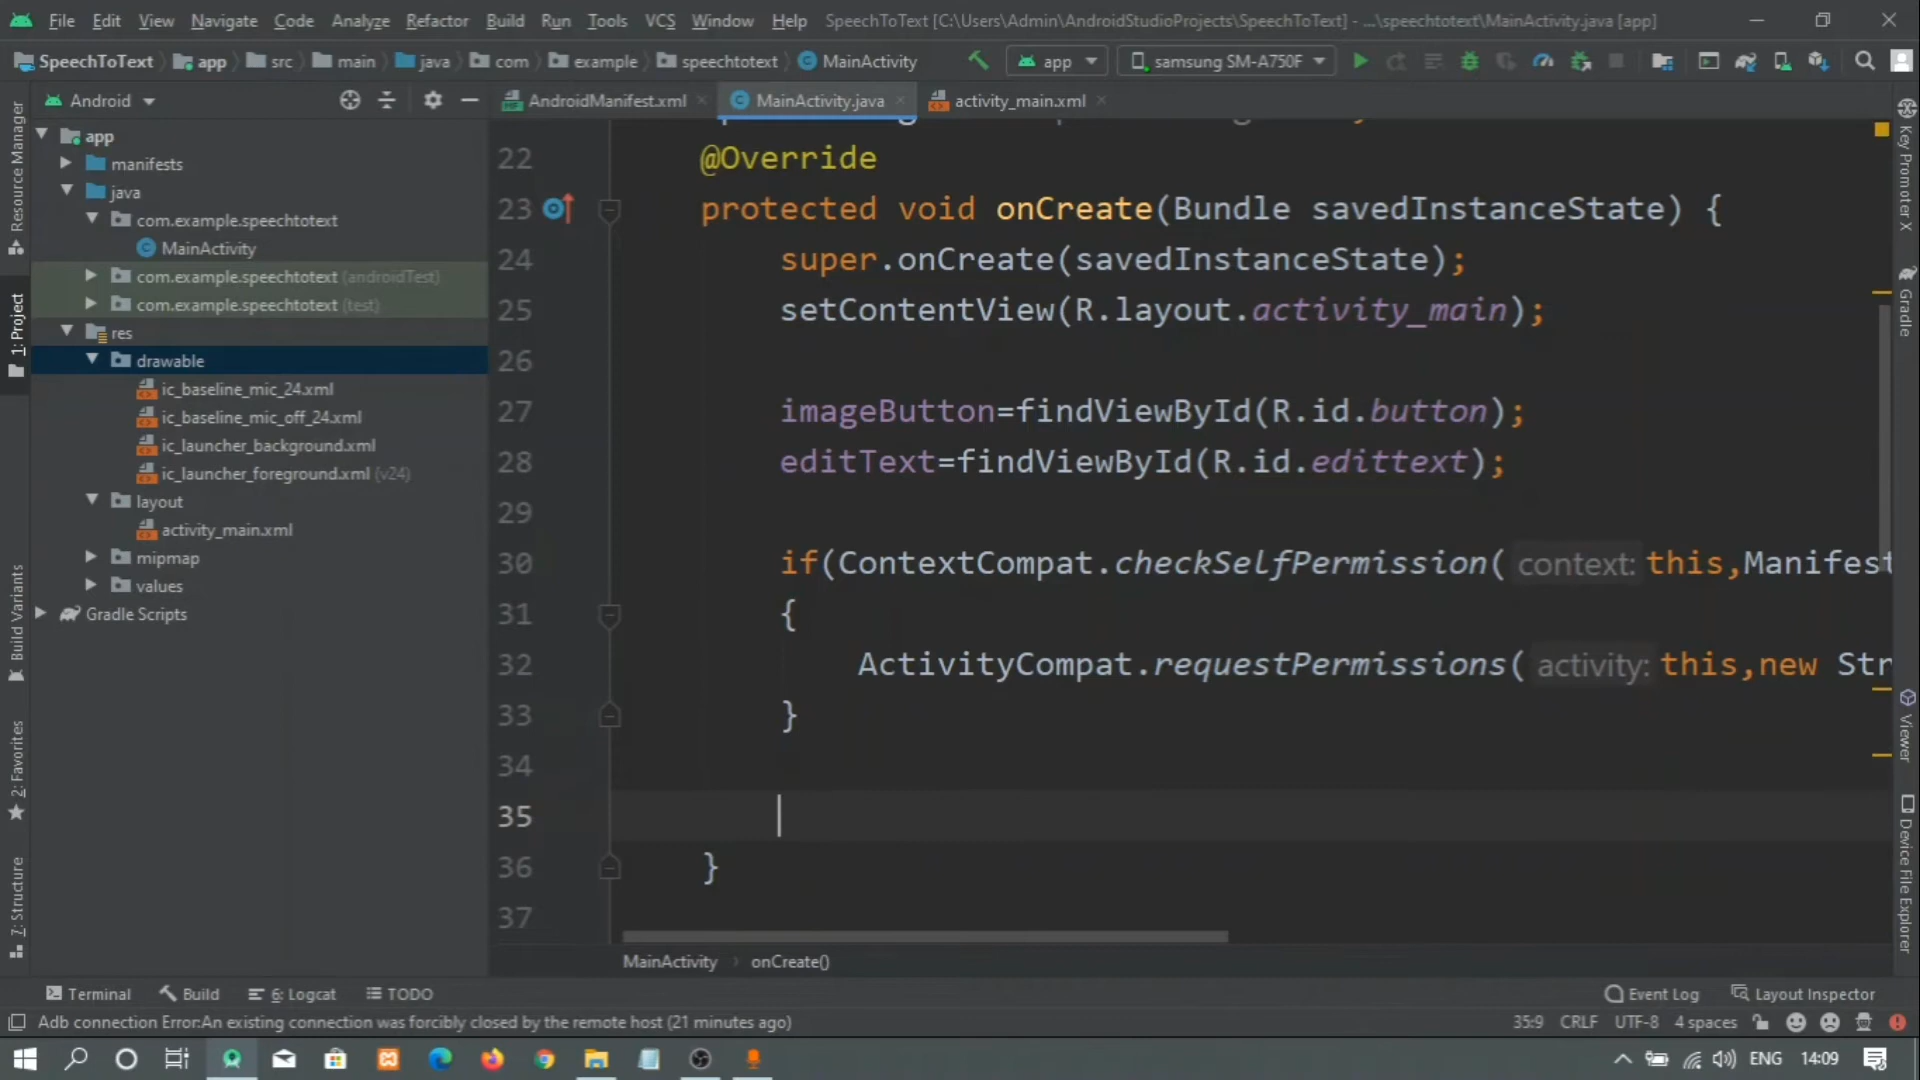 File Edit View Navigate Code Analyze Refactor Build Run Tools VCS Window Help SpeechToText [C:\Users\Admin\AndroidStudioProjects\SpeechToText] - ...\speechtotext\MainActivity.java [app]
SpeechToText app src main java com example speechtotext MainActivity app samsung SM-A750F
Android
AndroidManifest.xml MainActivity.java activity_main.xml
app
manifests
java
com.example.speechtotext
MainActivity
com.example.speechtotext (androidTest)
com.example.speechtotext (test)
res
drawable
ic_baseline_mic_24.xml
ic_baseline_mic_off_24.xml
ic_launcher_background.xml
ic_launcher_foreground.xml (v24)
layout
activity_main.xml
mipmap
values
Gradle Scripts
Resource Manager
1: Project
Build Variants
2: Favorites
7: Structure
22 @Override
23 protected void onCreate(Bundle savedInstanceState) {
24 super.onCreate(savedInstanceState);
25 setContentView(R.layout.activity_main);
26
27 imageButton=findViewById(R.id.button);
28 editText=findViewById(R.id.edittext);
29
30 if(ContextCompat.checkSelfPermission( context: this,Manifest
31 {
32 ActivityCompat.requestPermissions( activity: this,new Str
33 }
34
35
36 }
37
MainActivity onCreate()
Key Promoter X
Gradle
Viewer
Device File Explorer
Terminal Build 6: Logcat TODO Event Log Layout Inspector
Adb connection Error:An existing connection was forcibly closed by the remote host (21 minutes ago) 35:9 CRLF UTF-8 4 spaces
ENG 14:09